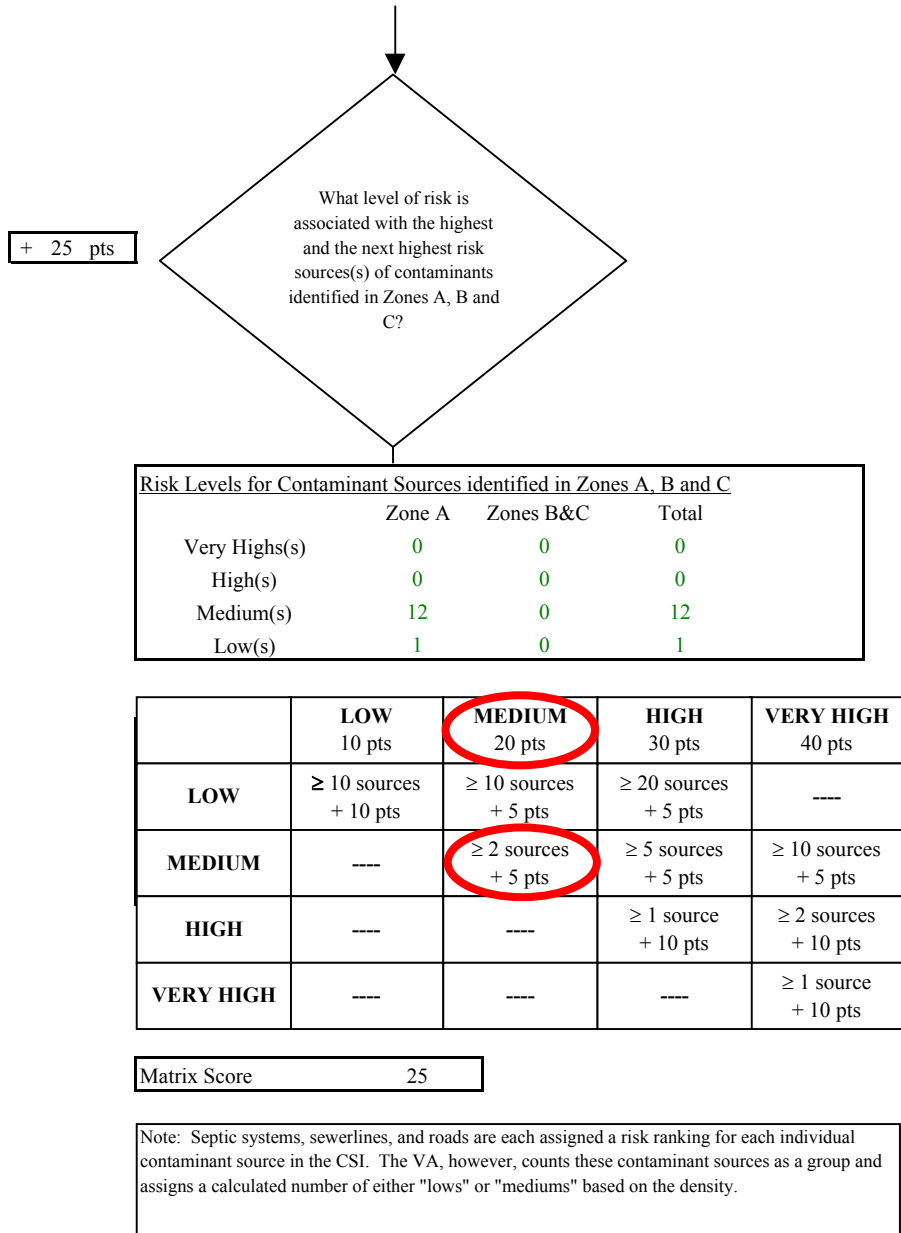 What level of risk is
associated with the highest
and the next highest risk
sources(s) of contaminants
identified in Zones A, B and
C?
+ 25 pts
Risk Levels for Contaminant Sources identified in Zones A, B and C
Zone A Zones B&C Total
Very Highs(s) 0 0 0
High(s) 0 0 0
Medium(s) 12 0 12
Low(s) 1 0 1
LOW MEDIUM HIGH VERY HIGH
10 pts 20 pts 30 pts 40 pts
LOW ≥ 10 sources ≥ 10 sources ≥ 20 sources ----
+ 10 pts + 5 pts + 5 pts
MEDIUM ---- ≥ 2 sources ≥ 5 sources ≥ 10 sources
+ 5 pts + 5 pts + 5 pts
HIGH ---- ---- ≥ 1 source ≥ 2 sources
+ 10 pts + 10 pts
VERY HIGH ---- ---- ---- ≥ 1 source
+ 10 pts
Matrix Score 25
Note: Septic systems, sewerlines, and roads are each assigned a risk ranking for each individual
contaminant source in the CSI. The VA, however, counts these contaminant sources as a group and
assigns a calculated number of either "lows" or "mediums" based on the density.